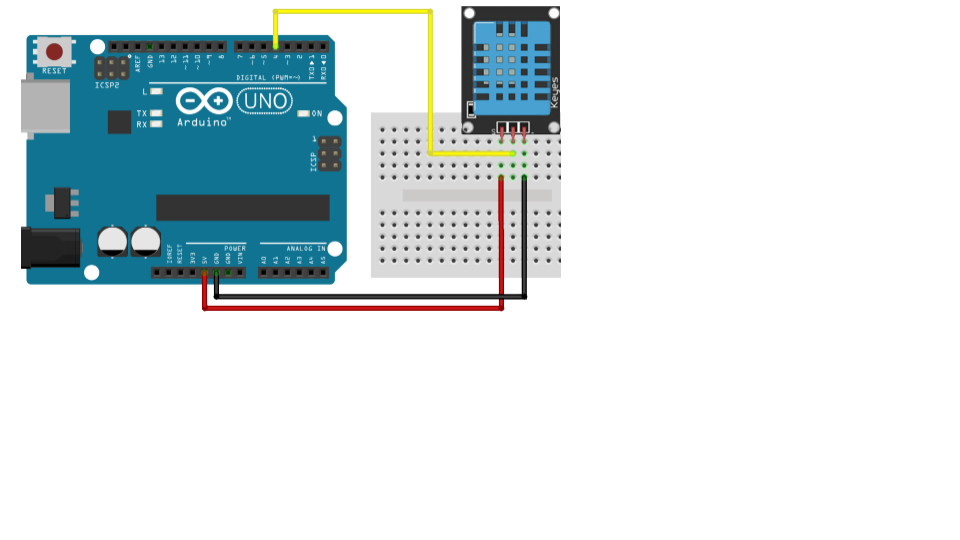 RESET
ICSP2
AREF
GND
13
12
~11
~10
~9
8
7
~6
~5
4
~3
2
TXD▶1
RXD◀0
DIGITAL (PWM=~)
L
TX
RX
UNO
ON
Arduino™
1
ICSP
Keyes
IOREF
RESET
3V3
5V
GND
GND
VIN
POWER
ANALOG IN
A0
A1
A2
A3
A4
A5